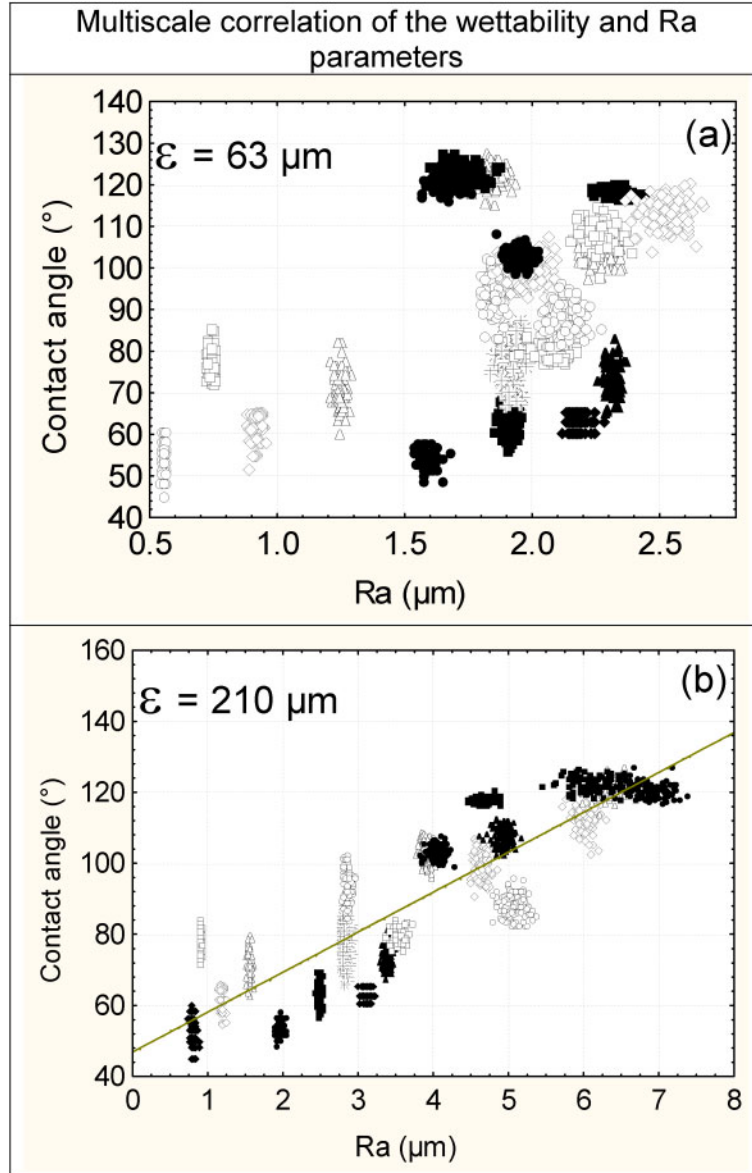 Multiscale correlation of the wettability and Ra
parameters
(a)
ε = 63 µm
Contact angle (°)
140
130
120
110
100
90
80
70
60
50
40
0.5 1.0 1.5 2.0 2.5
Ra (µm)
(b)
ε = 210 µm
Contact angle (°)
160
140
120
100
80
60
40
0 1 2 3 4 5 6 7 8
Ra (µm)